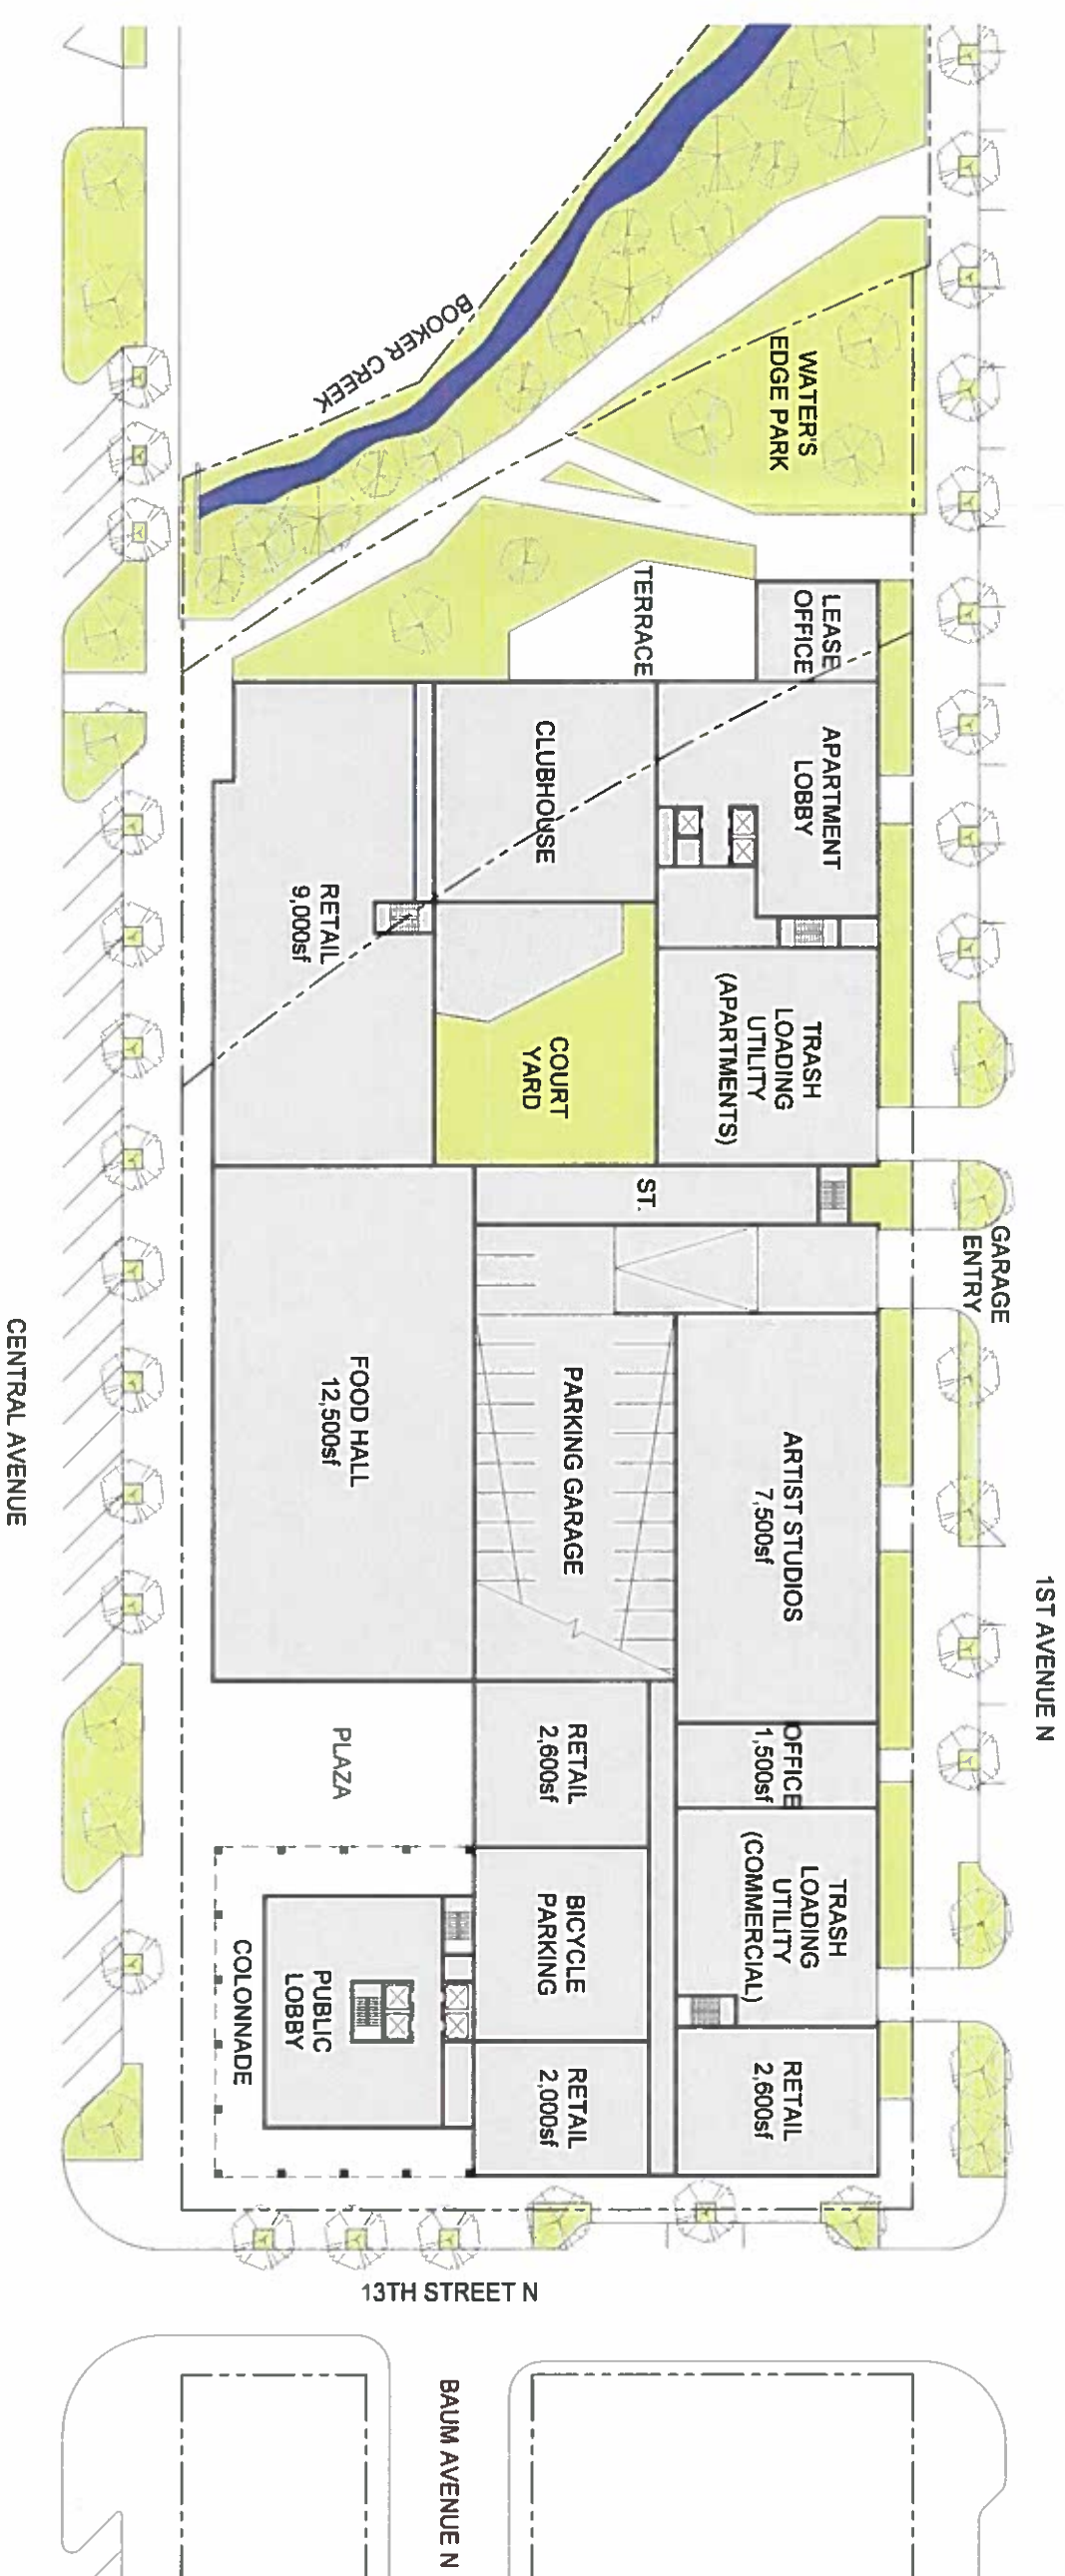 1ST AVENUE N
GARAGE
ENTRY
WATER'S
EDGE PARK
BOOKER CREEK
LEASE
OFFICE
TERRACE
APARTMENT
LOBBY
CLUBHOUSE
RETAIL
9,000sf
TRASH
LOADING
UTILITY
(APARTMENTS)
COURT
YARD
ST.
ARTIST STUDIOS
7,500sf
PARKING GARAGE
FOOD HALL
12,500sf
OFFICE
1,500sf
RETAIL
2,600sf
PLAZA
TRASH
LOADING
UTILITY
(COMMERCIAL)
BICYCLE
PARKING
PUBLIC
LOBBY
COLONNADE
RETAIL
2,600sf
RETAIL
2,000sf
13TH STREET N
BAUM AVENUE N
CENTRAL AVENUE